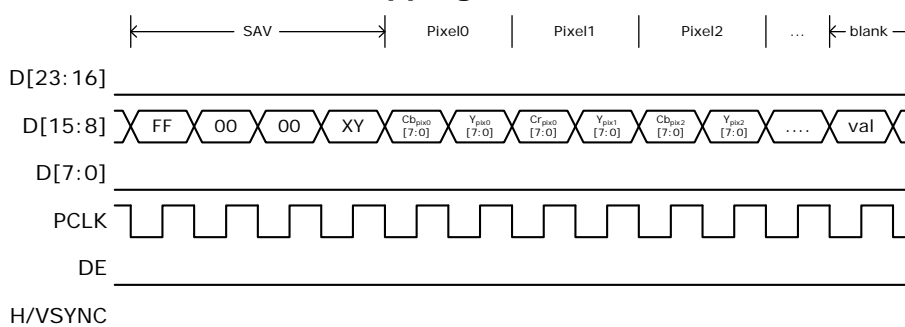 SAV Pixel0 Pixel1 Pixel2 ... blank
D[23:16]
D[15:8] FF 00 00 XY Cbpix0 [7:0] Ypix0 [7:0] Crpix0 [7:0] Ypix1 [7:0] Cbpix2 [7:0] Ypix2 [7:0] .... val
D[7:0]
PCLK
DE
H/VSYNC